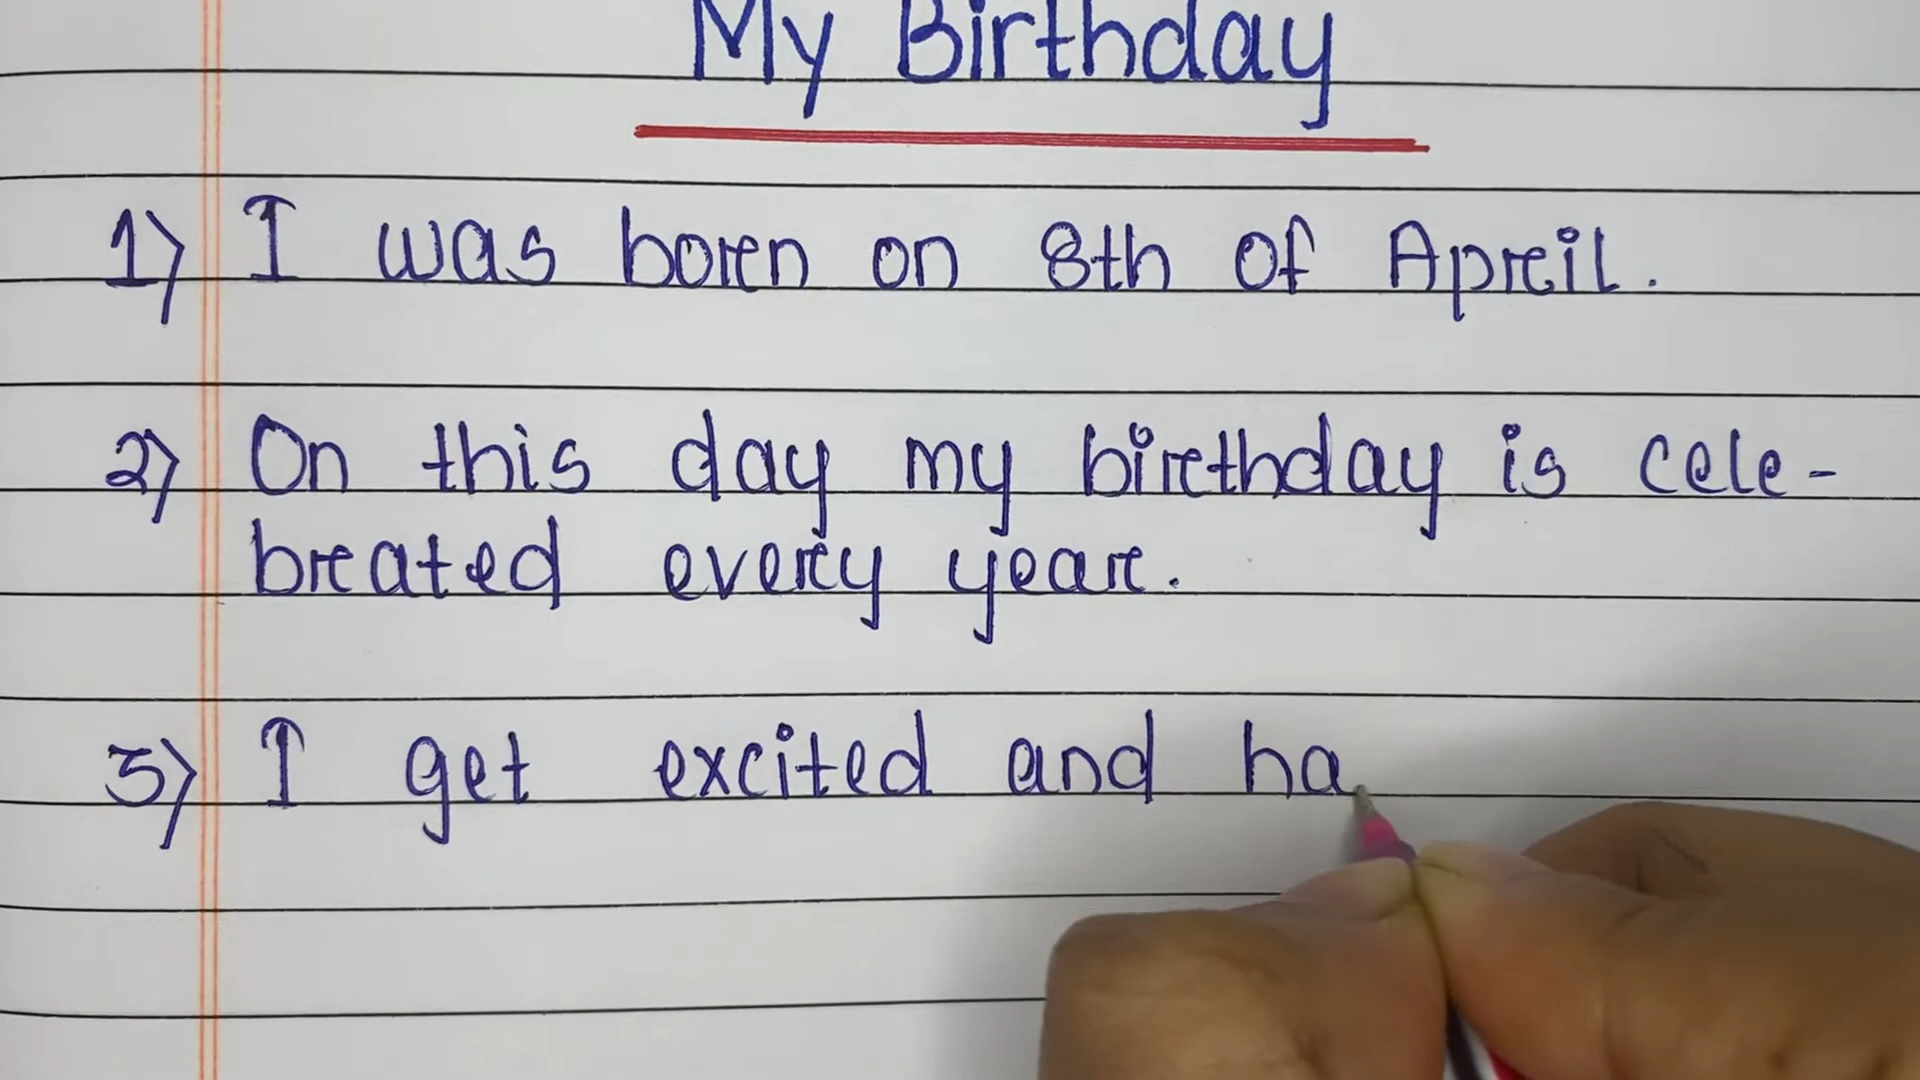 My Birthday
1) I was born on 8th of April.
2) On this day my birthday is cele-
brated every year.
3) I get excited and ha